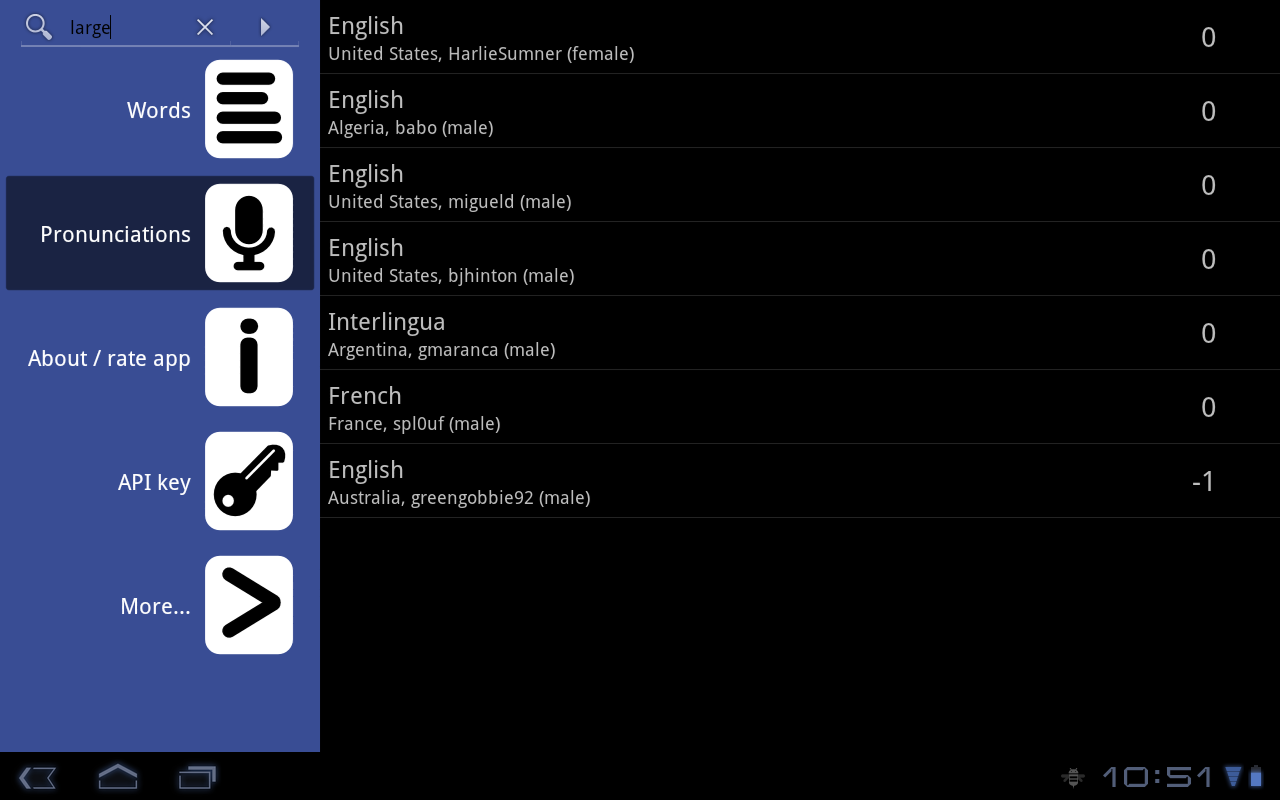 large
Words
Pronunciations
About / rate app
API key
More...
English
United States, HarlieSumner (female)
0
English
Algeria, babo (male)
0
English
United States, migueld (male)
0
English
United States, bjhinton (male)
0
Interlingua
Argentina, gmaranca (male)
0
French
France, spl0uf (male)
0
English
Australia, greengobbie92 (male)
-1
10:51